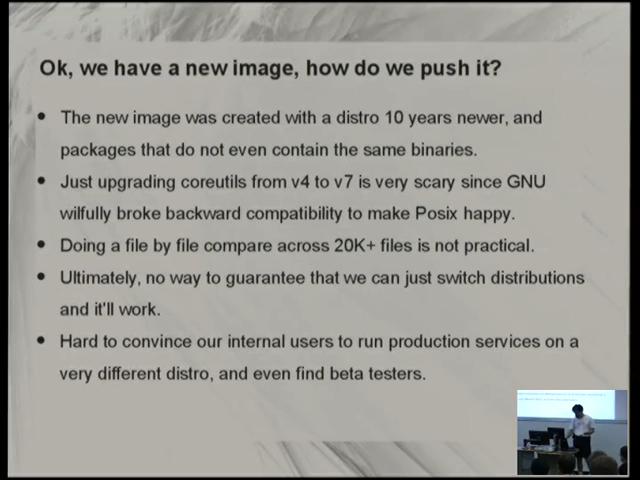 Ok, we have a new image, how do we push it?
The new image was created with a distro 10 years newer, and
packages that do not even contain the same binaries.
Just upgrading coreutils from v4 to v7 is very scary since GNU
wilfully broke backward compatibility to make Posix happy.
Doing a file by file compare across 20K+ files is not practical.
Ultimately, no way to guarantee that we can just switch distributions
and it'll work.
Hard to convince our internal users to run production services on a
very different distro, and even find beta testers.